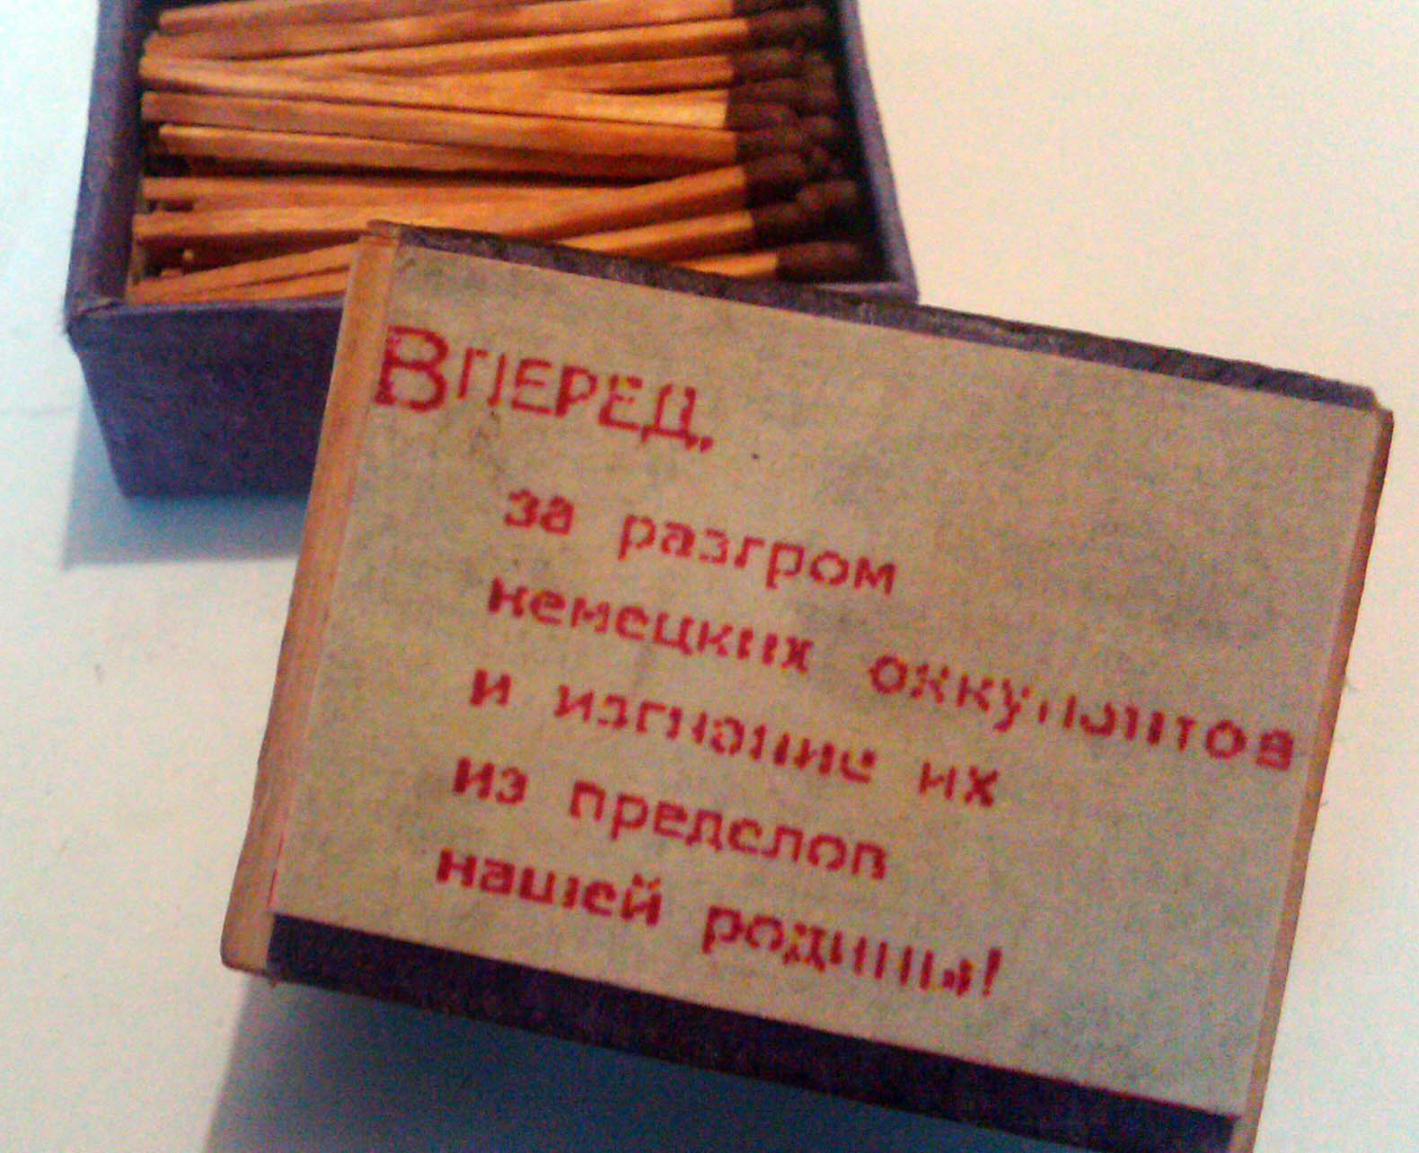 ВПЕРЕД,
за разгром
немецких оккупантов
и изгнание их
из пределов
нашей родины!